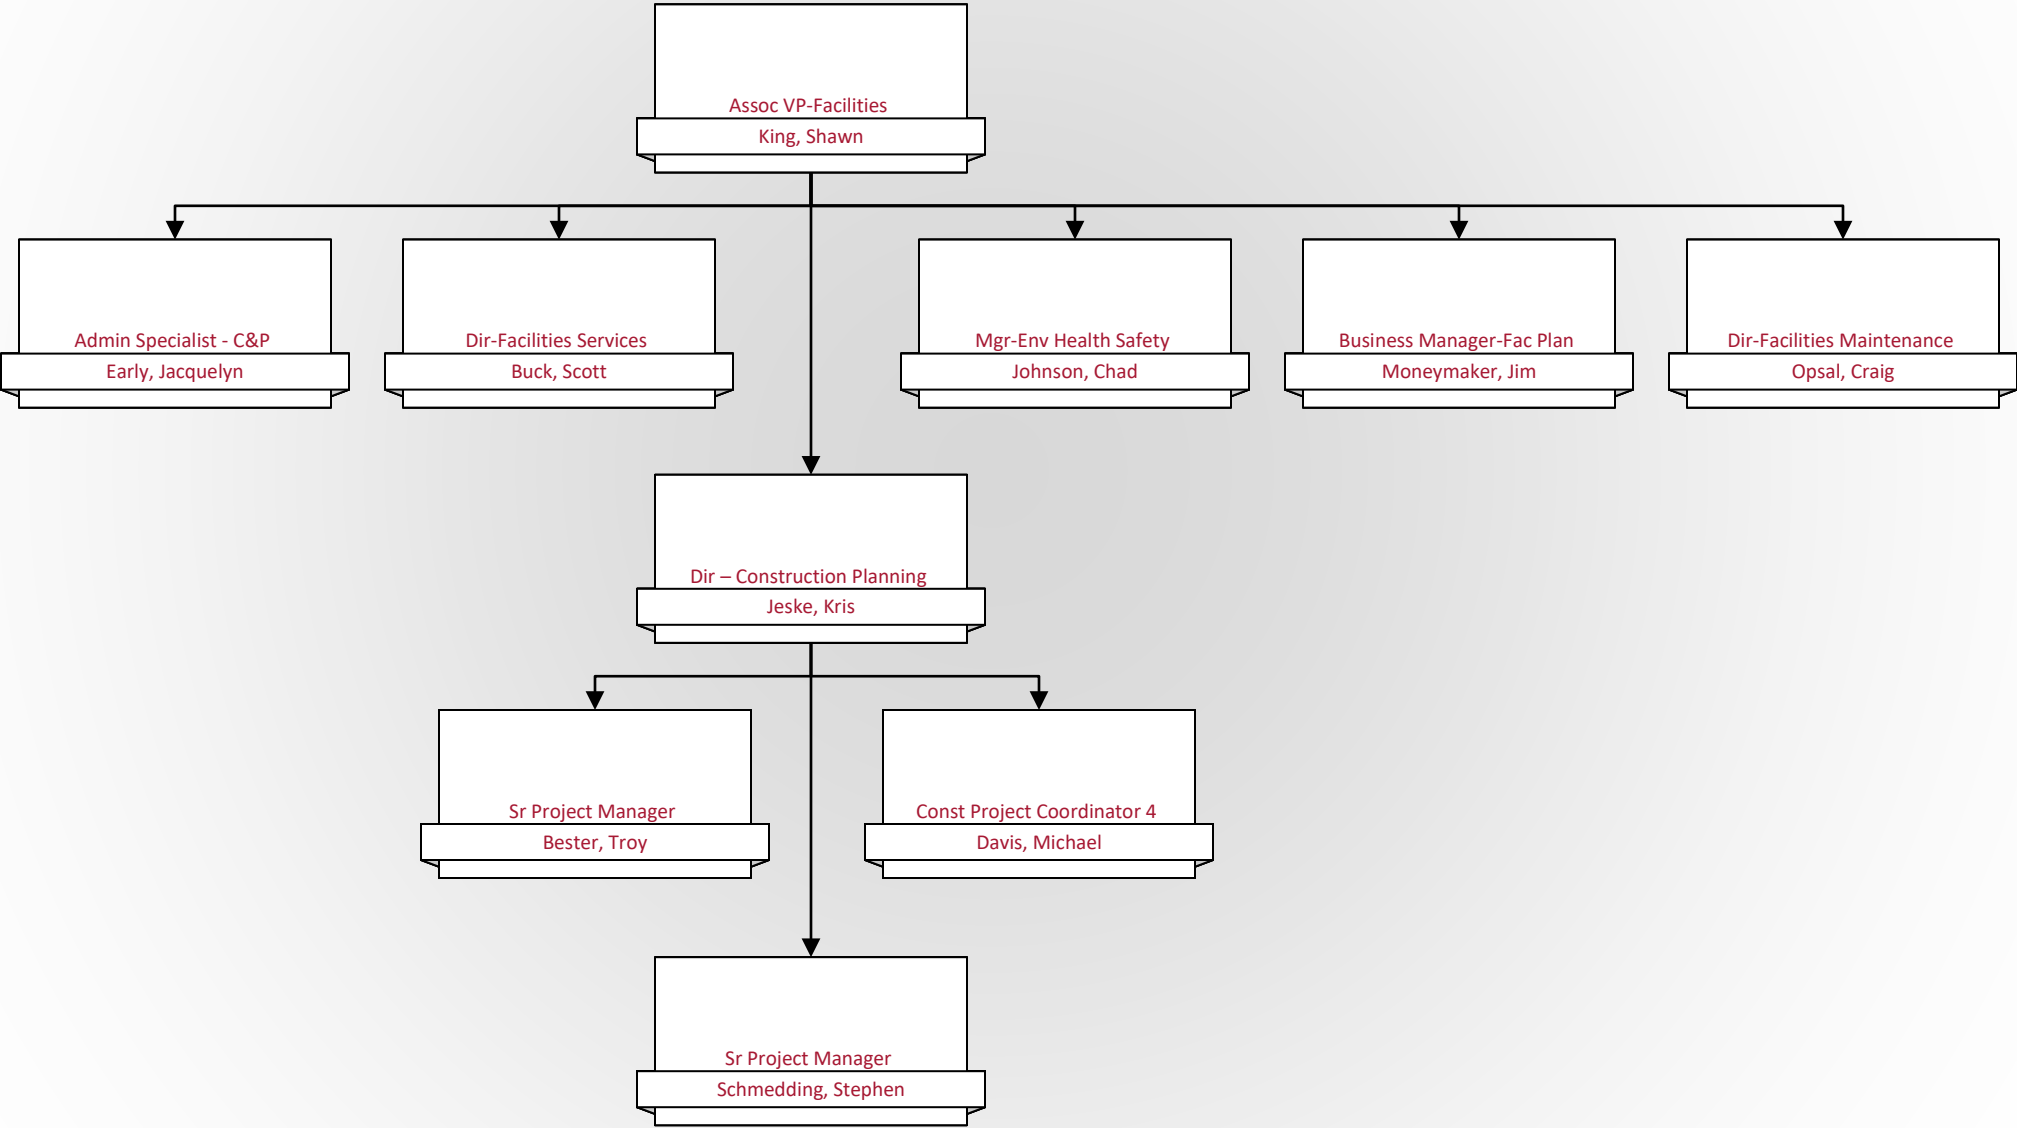 Assoc VP-Facilities
King, Shawn
Admin Specialist - C&P
Early, Jacquelyn
Dir-Facilities Services
Buck, Scott
Mgr-Env Health Safety
Johnson, Chad
Business Manager-Fac Plan
Moneymaker, Jim
Dir-Facilities Maintenance
Opsal, Craig
Dir – Construction Planning
Jeske, Kris
Sr Project Manager
Bester, Troy
Const Project Coordinator 4
Davis, Michael
Sr Project Manager
Schmedding, Stephen